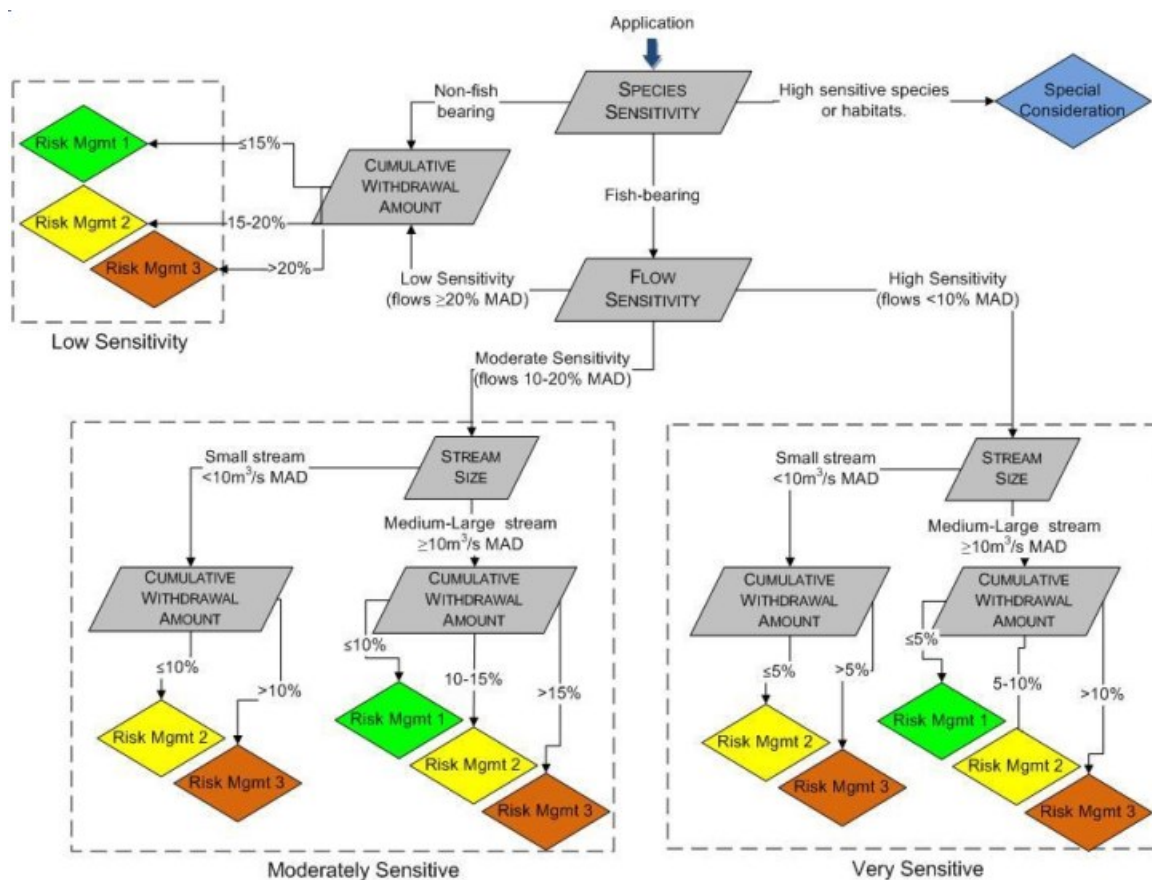 Application
SPECIES
SENSITIVITY
Non-fish
bearing
High sensitive species
or habitats.
Special
Consideration
Risk Mgmt 1
≤15%
CUMULATIVE
WITHDRAWAL
AMOUNT
Fish-bearing
Risk Mgmt 2
15-20%
Risk Mgmt 3
>20%
Low Sensitivity
(flows ≥20% MAD)
FLOW
SENSITIVITY
High Sensitivity
(flows <10% MAD)
Low Sensitivity
Moderate Sensitivity
(flows 10-20% MAD)
Small stream
<10m³/s MAD
STREAM
SIZE
Medium-Large stream
≥10m³/s MAD
CUMULATIVE
WITHDRAWAL
AMOUNT
CUMULATIVE
WITHDRAWAL
AMOUNT
≤10%
>10%
≤10%
10-15%
>15%
Risk Mgmt 2
Risk Mgmt 3
Risk Mgmt 1
Risk Mgmt 2
Risk Mgmt 3
Moderately Sensitive
Small stream
<10m³/s MAD
STREAM
SIZE
Medium-Large stream
≥10m³/s MAD
CUMULATIVE
WITHDRAWAL
AMOUNT
CUMULATIVE
WITHDRAWAL
AMOUNT
≤5%
>5%
≤5%
5-10%
>10%
Risk Mgmt 2
Risk Mgmt 3
Risk Mgmt 1
Risk Mgmt 2
Risk Mgmt 3
Very Sensitive